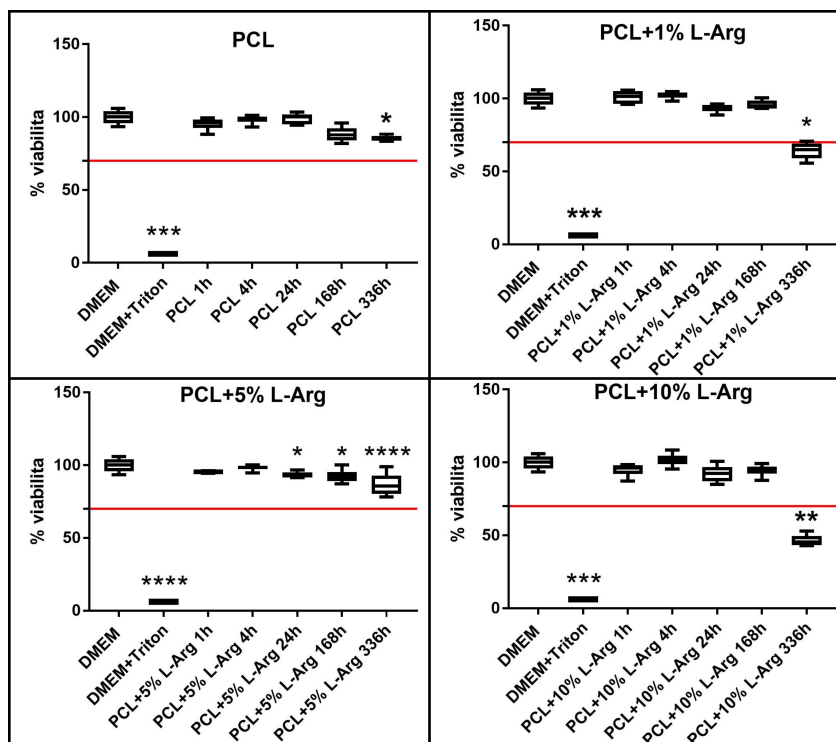 PCL
% viabilita
150
100
50
0
***
*
DMEM
DMEM+Triton
PCL 1h
PCL 4h
PCL 24h
PCL 168h
PCL 336h
PCL+1% L-Arg
% viabilita
150
100
50
0
***
*
DMEM
DMEM+Triton
PCL+1% L-Arg 1h
PCL+1% L-Arg 4h
PCL+1% L-Arg 24h
PCL+1% L-Arg 168h
PCL+1% L-Arg 336h
PCL+5% L-Arg
% viabilita
150
100
50
0
****
*
*
****
DMEM
DMEM+Triton
PCL+5% L-Arg 1h
PCL+5% L-Arg 4h
PCL+5% L-Arg 24h
PCL+5% L-Arg 168h
PCL+5% L-Arg 336h
PCL+10% L-Arg
% viabilita
150
100
50
0
***
**
DMEM
DMEM+Triton
PCL+10% L-Arg 1h
PCL+10% L-Arg 4h
PCL+10% L-Arg 24h
PCL+10% L-Arg 168h
PCL+10% L-Arg 336h